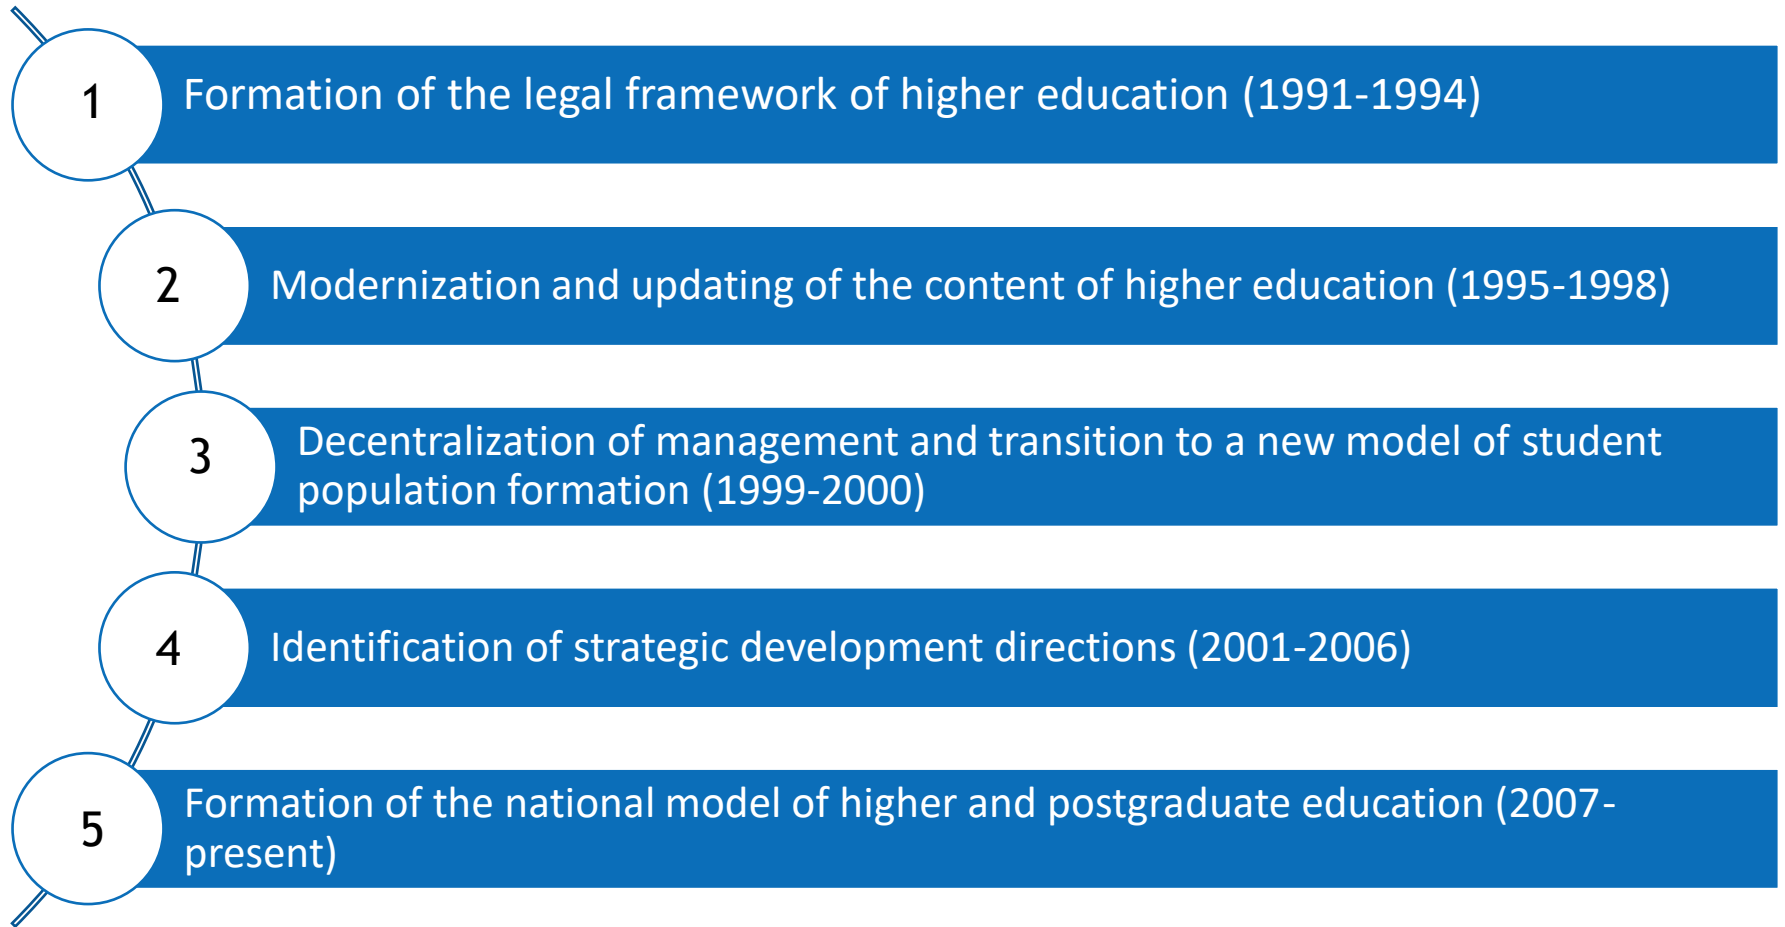 1
Formation of the legal framework of higher education (1991-1994)
2
Modernization and updating of the content of higher education (1995-1998)
3
Decentralization of management and transition to a new model of student
population formation (1999-2000)
4
Identification of strategic development directions (2001-2006)
5
Formation of the national model of higher and postgraduate education (2007-
present)